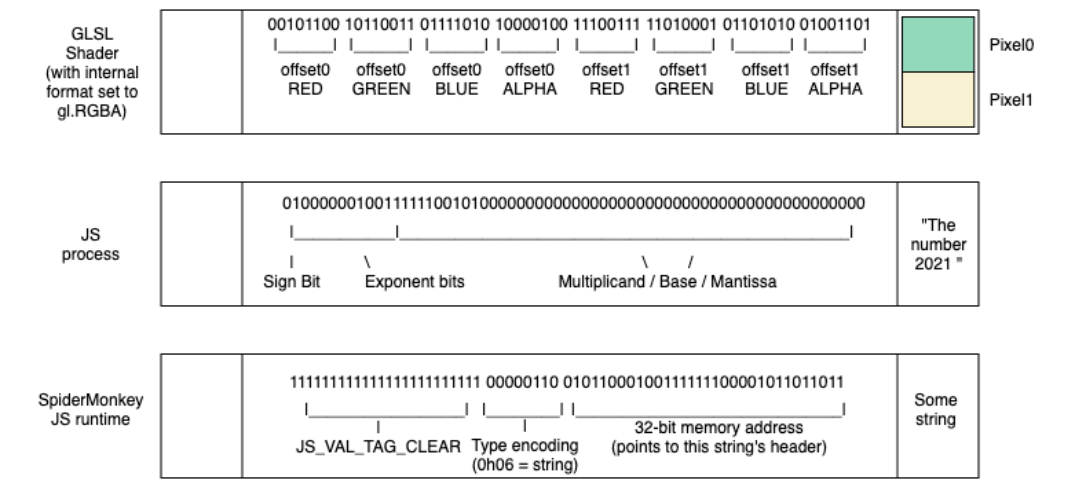 GLSL
Shader
(with internal
format set to
gl.RGBA)
00101100 10110011 01111010 10000100 11100111 11010001 01101010 01001101
offset0 offset0 offset0 offset0 offset1 offset1 offset1 offset1
RED GREEN BLUE ALPHA RED GREEN BLUE ALPHA
Pixel0
Pixel1
JS
process
0100000010011111100101000000000000000000000000000000000000000000
Sign Bit Exponent bits Multiplicand / Base / Mantissa
"The
number
2021 "
SpiderMonkey
JS runtime
111111111111111111111111 00000110 01011000100111111100001011011011
JS_VAL_TAG_CLEAR Type encoding
(0h06 = string)
32-bit memory address
(points to this string's header)
Some
string